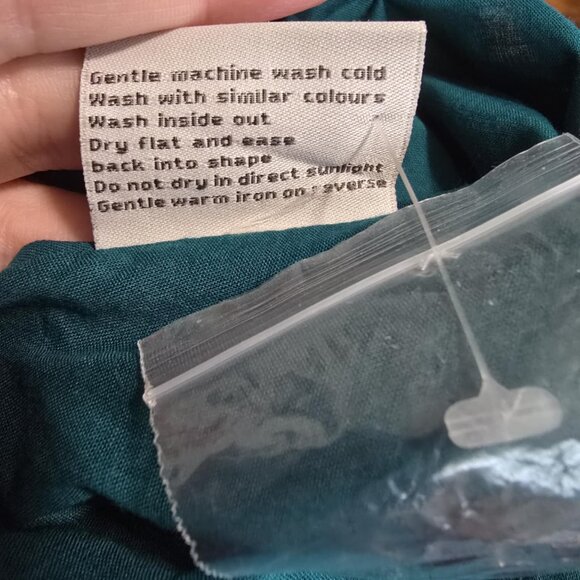 Gentle machine wash cold
Wash with similar colours
Wash inside out
Dry flat and ease
back into shape
Do not dry in direct sunlight
Gentle warm iron on reverse